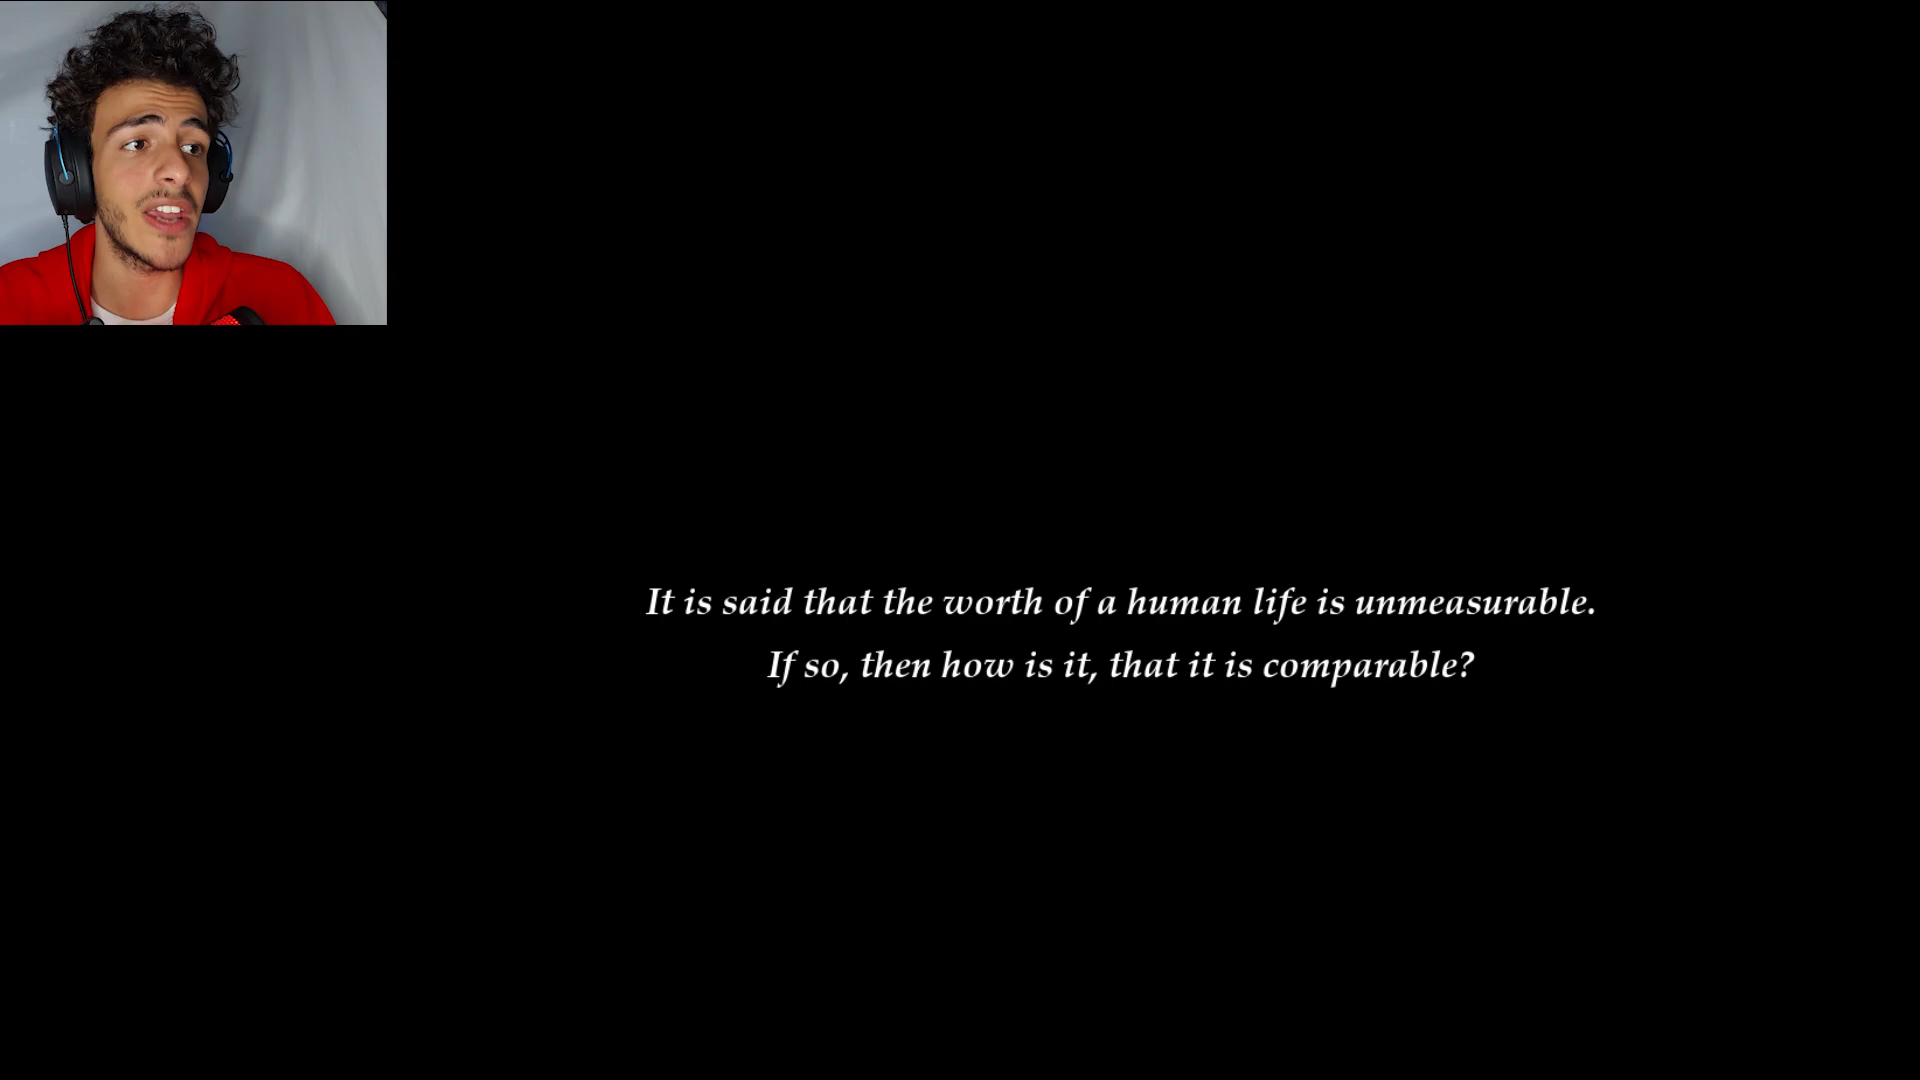 It is said that the worth of a human life is unmeasurable.
If so, then how is it, that it is comparable?